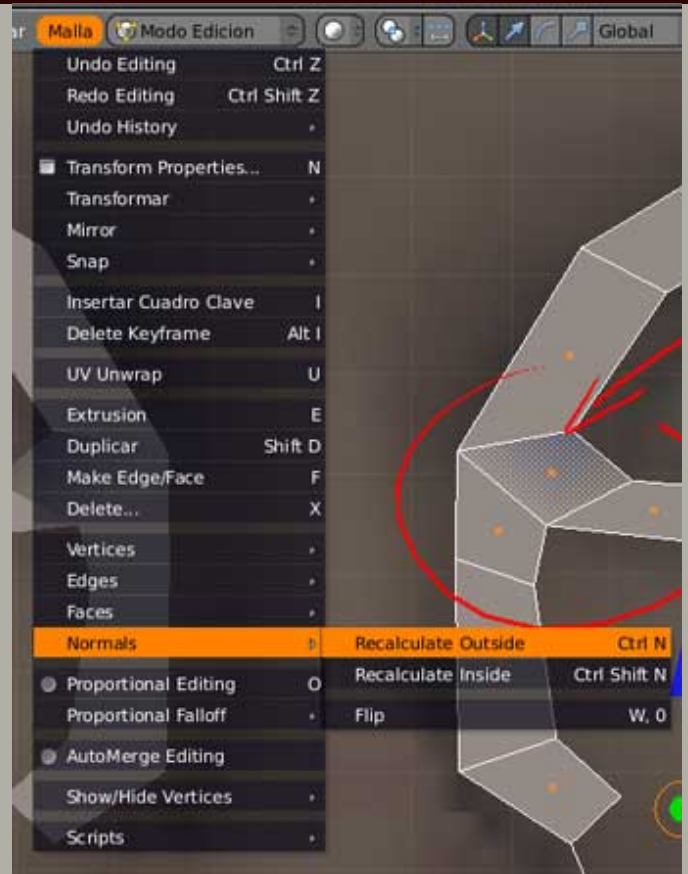 ar Malla Modo Edicion Global
Undo Editing Ctrl Z
Redo Editing Ctrl Shift Z
Undo History
Transform Properties... N
Transformar
Mirror
Snap
Insertar Cuadro Clave I
Delete Keyframe Alt I
UV Unwrap U
Extrusion E
Duplicar Shift D
Make Edge/Face F
Delete... X
Vertices
Edges
Faces
Normals
Recalculate Outside Ctrl N
Recalculate Inside Ctrl Shift N
Flip W, 0
Proportional Editing O
Proportional Falloff
AutoMerge Editing
Show/Hide Vertices
Scripts